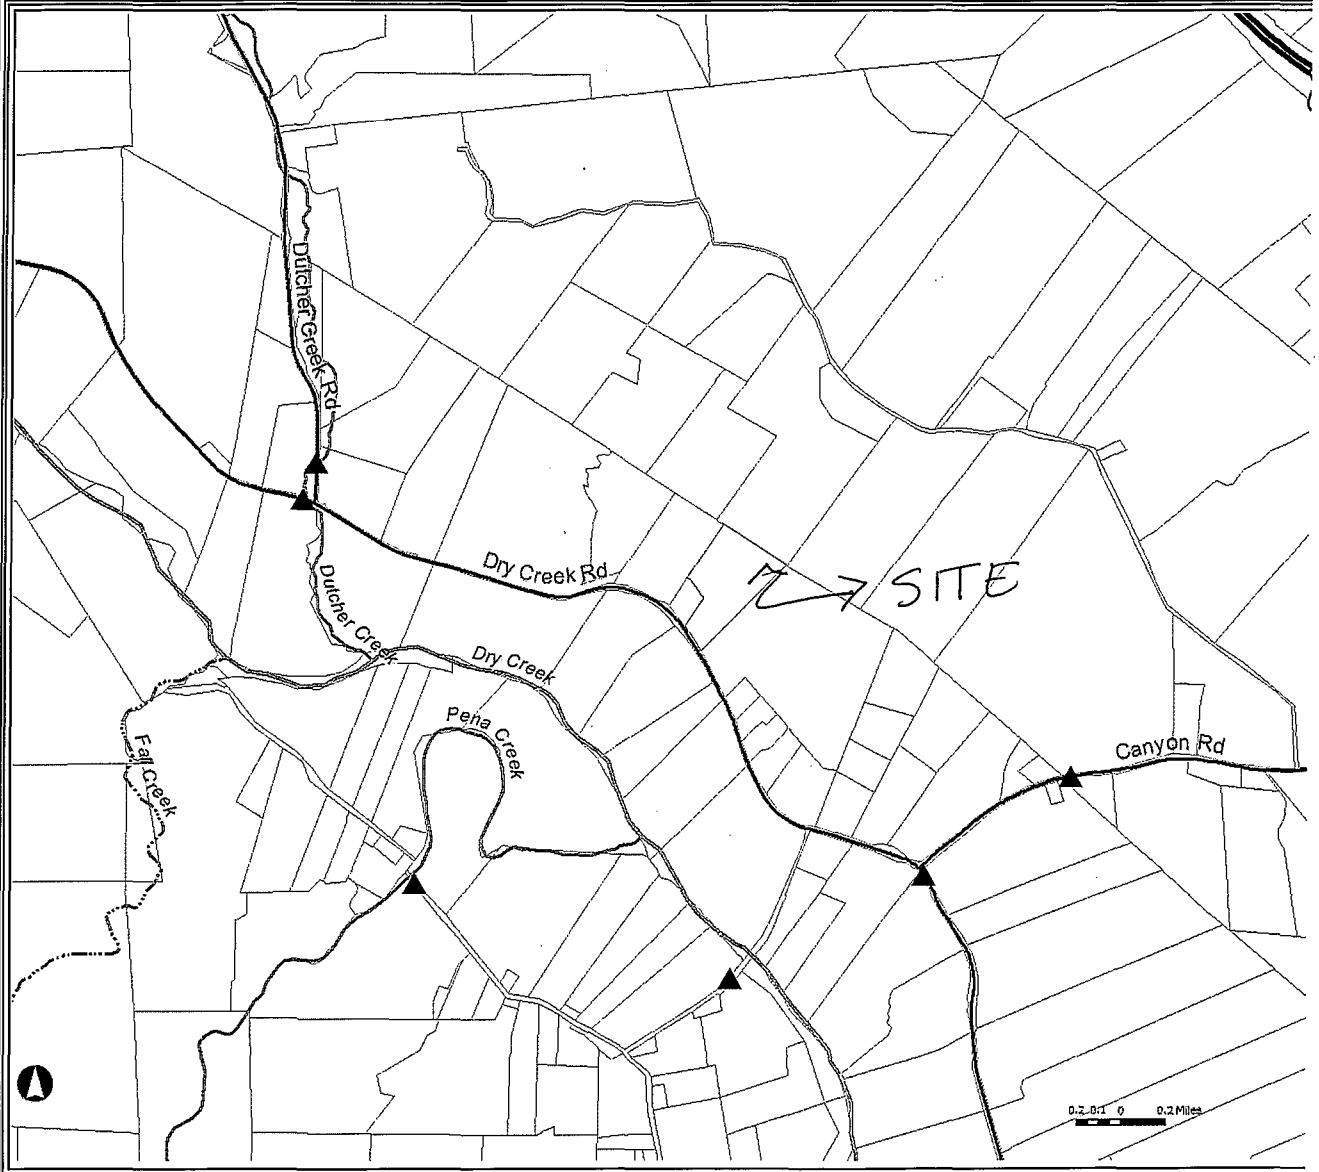 Dutcher Creek Rd
Dry Creek Rd
SITE
Dutcher Creek
Dry Creek
Pena Creek
Fall Creek
Canyon Rd
0.2 0.1 0 0.2 Miles